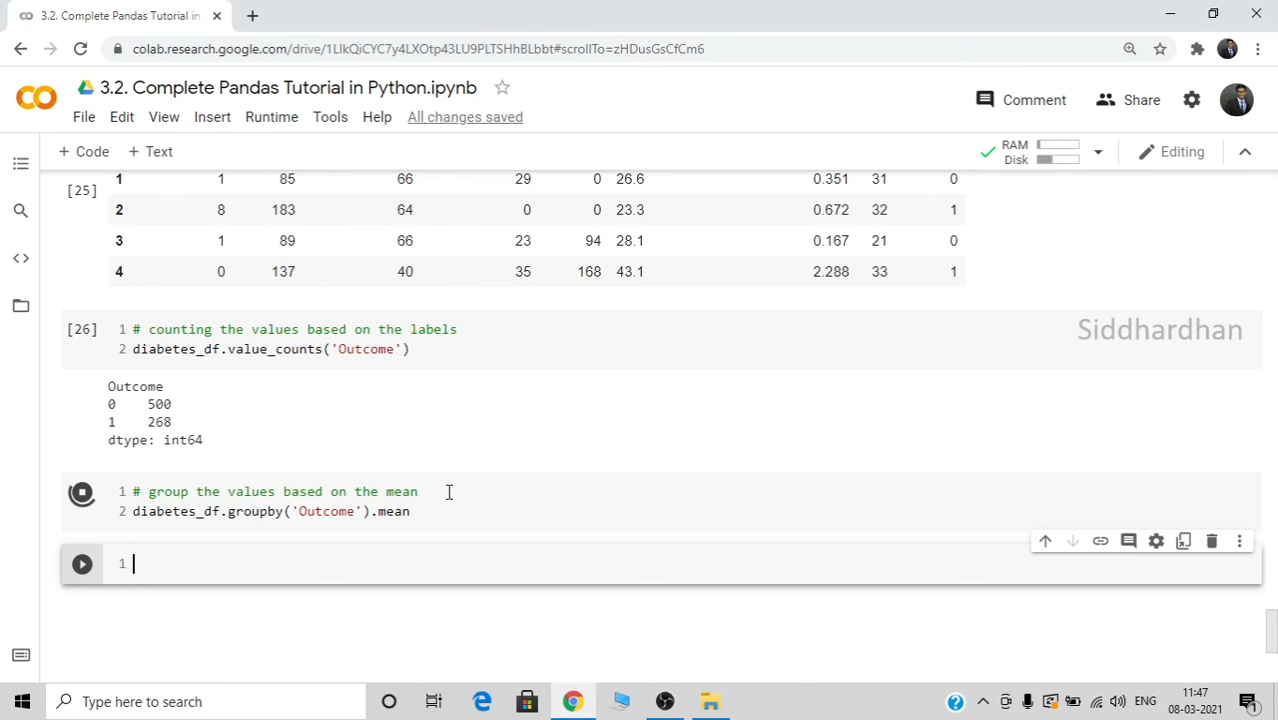 3.2. Complete Pandas Tutorial in
colab.research.google.com/drive/1LIkQiCYC7y4LXOtp43LU9PLTSHhBLbbt#scrollTo=zHDusGsCfCm6
3.2. Complete Pandas Tutorial in Python.ipynb
Comment Share
File Edit View Insert Runtime Tools Help All changes saved
+ Code + Text RAM Disk Editing
[25] 1 1 85 66 29 0 26.6 0.351 31 0
2 8 183 64 0 0 23.3 0.672 32 1
3 1 89 66 23 94 28.1 0.167 21 0
4 0 137 40 35 168 43.1 2.288 33 1
[26] 1 # counting the values based on the labels
Siddhardhan
2 diabetes_df.value_counts('Outcome')
Outcome
0 500
1 268
dtype: int64
1 # group the values based on the mean
2 diabetes_df.groupby('Outcome').mean
1
Type here to search
ENG
11:47
08-03-2021
1